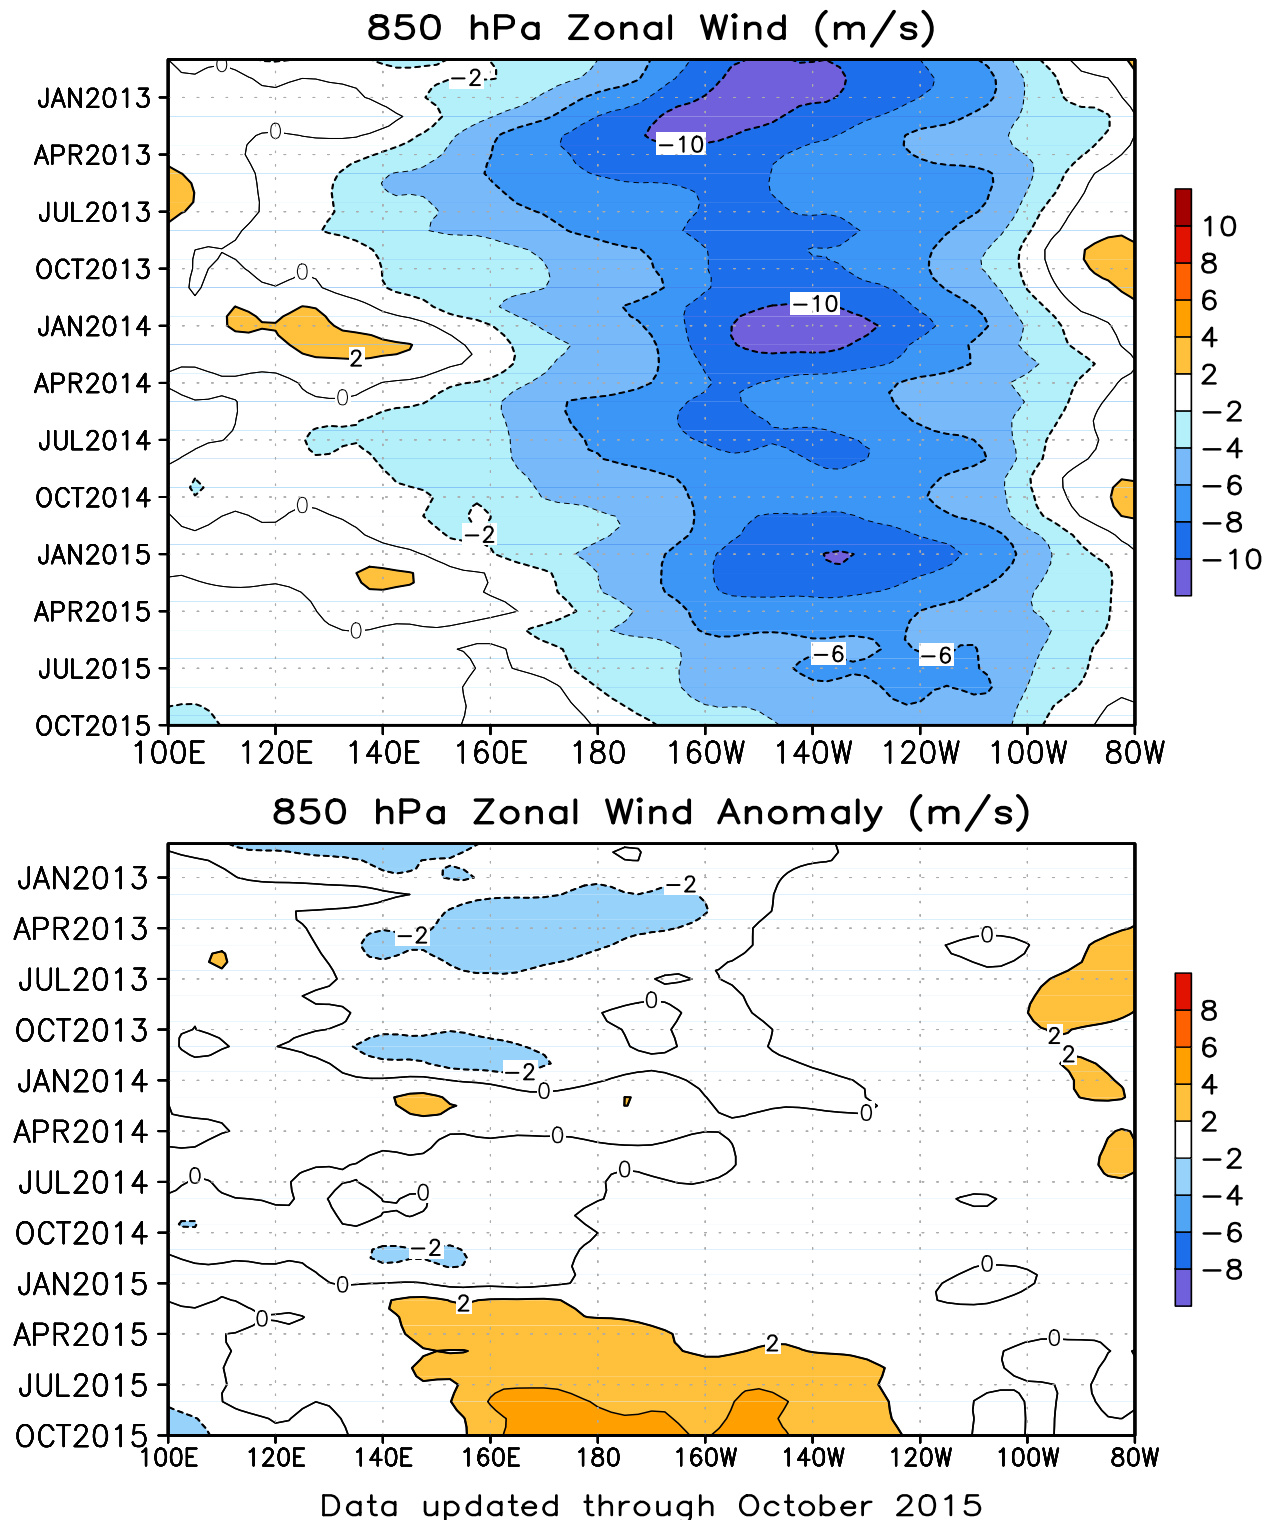 850 hPa Zonal Wind (m/s)
JAN2013
APR2013
JUL2013
OCT2013
JAN2014
APR2014
JUL2014
OCT2014
JAN2015
APR2015
JUL2015
OCT2015
100E 120E 140E 160E 180 160W 140W 120W 100W 80W
0
-2
0
-10
0
-10
2
0
0
-2
0
-6
-6
10
8
6
4
2
-2
-4
-6
-8
-10
850 hPa Zonal Wind Anomaly (m/s)
JAN2013
APR2013
JUL2013
OCT2013
JAN2014
APR2014
JUL2014
OCT2014
JAN2015
APR2015
JUL2015
OCT2015
100E 120E 140E 160E 180 160W 140W 120W 100W 80W
-2
-2
0
0
2
-2
2
0
0
0
0
0
0
-2
0
0
2
0
2
0
8
6
4
2
-2
-4
-6
-8
Data updated through October 2015